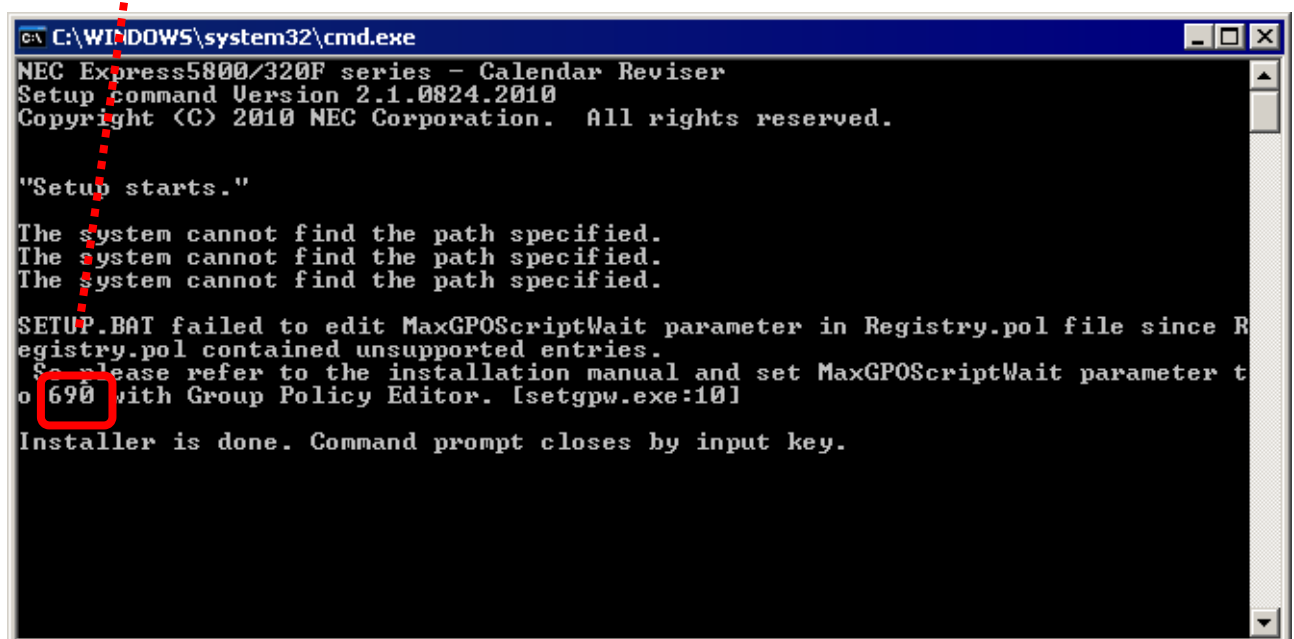 C:\WINDOWS\system32\cmd.exe
NEC Express5800/320F series - Calendar Reviser
Setup command Version 2.1.0824.2010
Copyright (C) 2010 NEC Corporation.  All rights reserved.
"Setup starts."
The system cannot find the path specified.
The system cannot find the path specified.
The system cannot find the path specified.
SETUP.BAT failed to edit MaxGPOScriptWait parameter in Registry.pol file since R
egistry.pol contained unsupported entries.
So please refer to the installation manual and set MaxGPOScriptWait parameter t
o 690 with Group Policy Editor. [setgpw.exe:10]
Installer is done. Command prompt closes by input key.